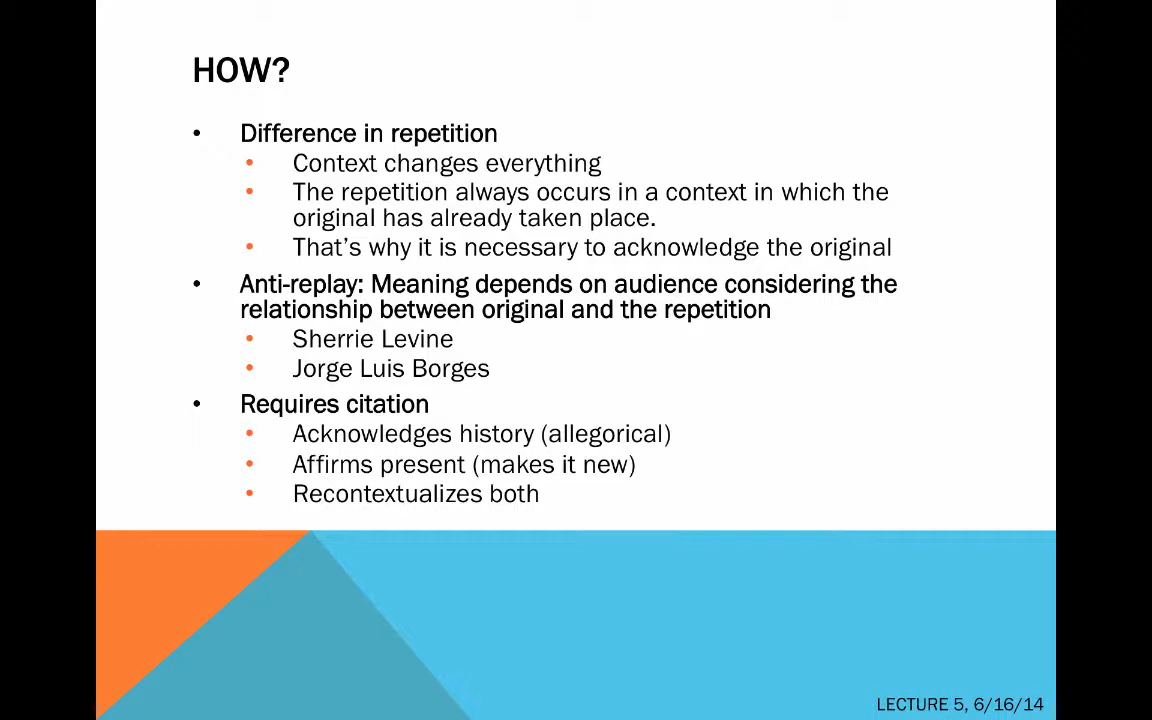 HOW?
• Difference in repetition
• Context changes everything
• The repetition always occurs in a context in which the
original has already taken place.
• That's why it is necessary to acknowledge the original
• Anti-replay: Meaning depends on audience considering the
relationship between original and the repetition
• Sherrie Levine
• Jorge Luis Borges
• Requires citation
• Acknowledges history (allegorical)
• Affirms present (makes it new)
• Recontextualizes both
LECTURE 5, 6/16/14